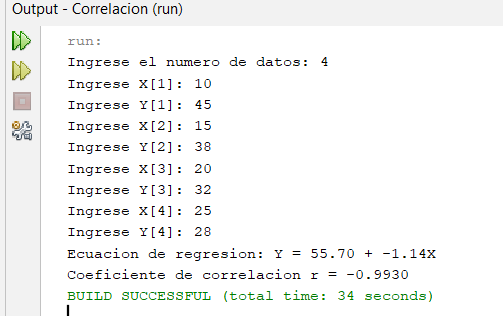 Output - Correlacion (run)
run:
Ingrese el numero de datos: 4
Ingrese X[1]: 10
Ingrese Y[1]: 45
Ingrese X[2]: 15
Ingrese Y[2]: 38
Ingrese X[3]: 20
Ingrese Y[3]: 32
Ingrese X[4]: 25
Ingrese Y[4]: 28
Ecuacion de regresion: Y = 55.70 + -1.14X
Coeficiente de correlacion r = -0.9930
BUILD SUCCESSFUL (total time: 34 seconds)